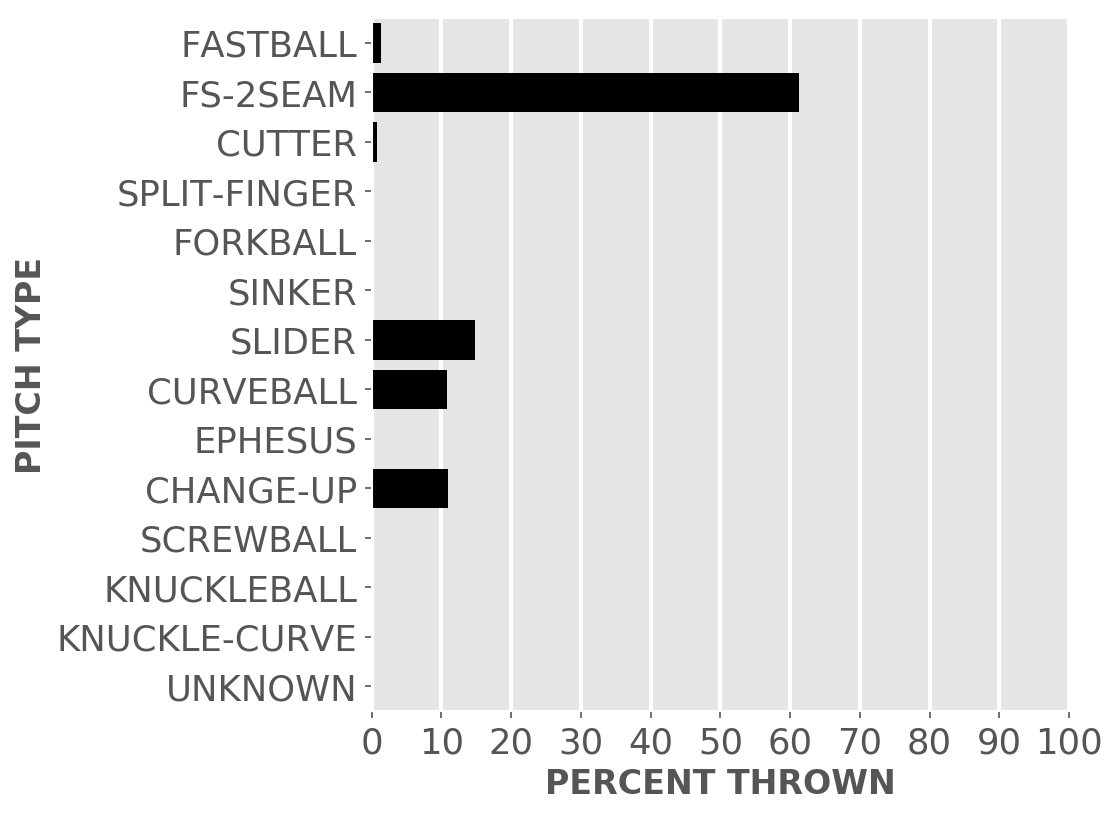 FASTBALL
FS-2SEAM
CUTTER
SPLIT-FINGER
FORKBALL
SINKER
SLIDER
CURVEBALL
EPHESUS
CHANGE-UP
SCREWBALL
KNUCKLEBALL
KNUCKLE-CURVE
UNKNOWN
PITCH TYPE
0 10 20 30 40 50 60 70 80 90 100
PERCENT THROWN